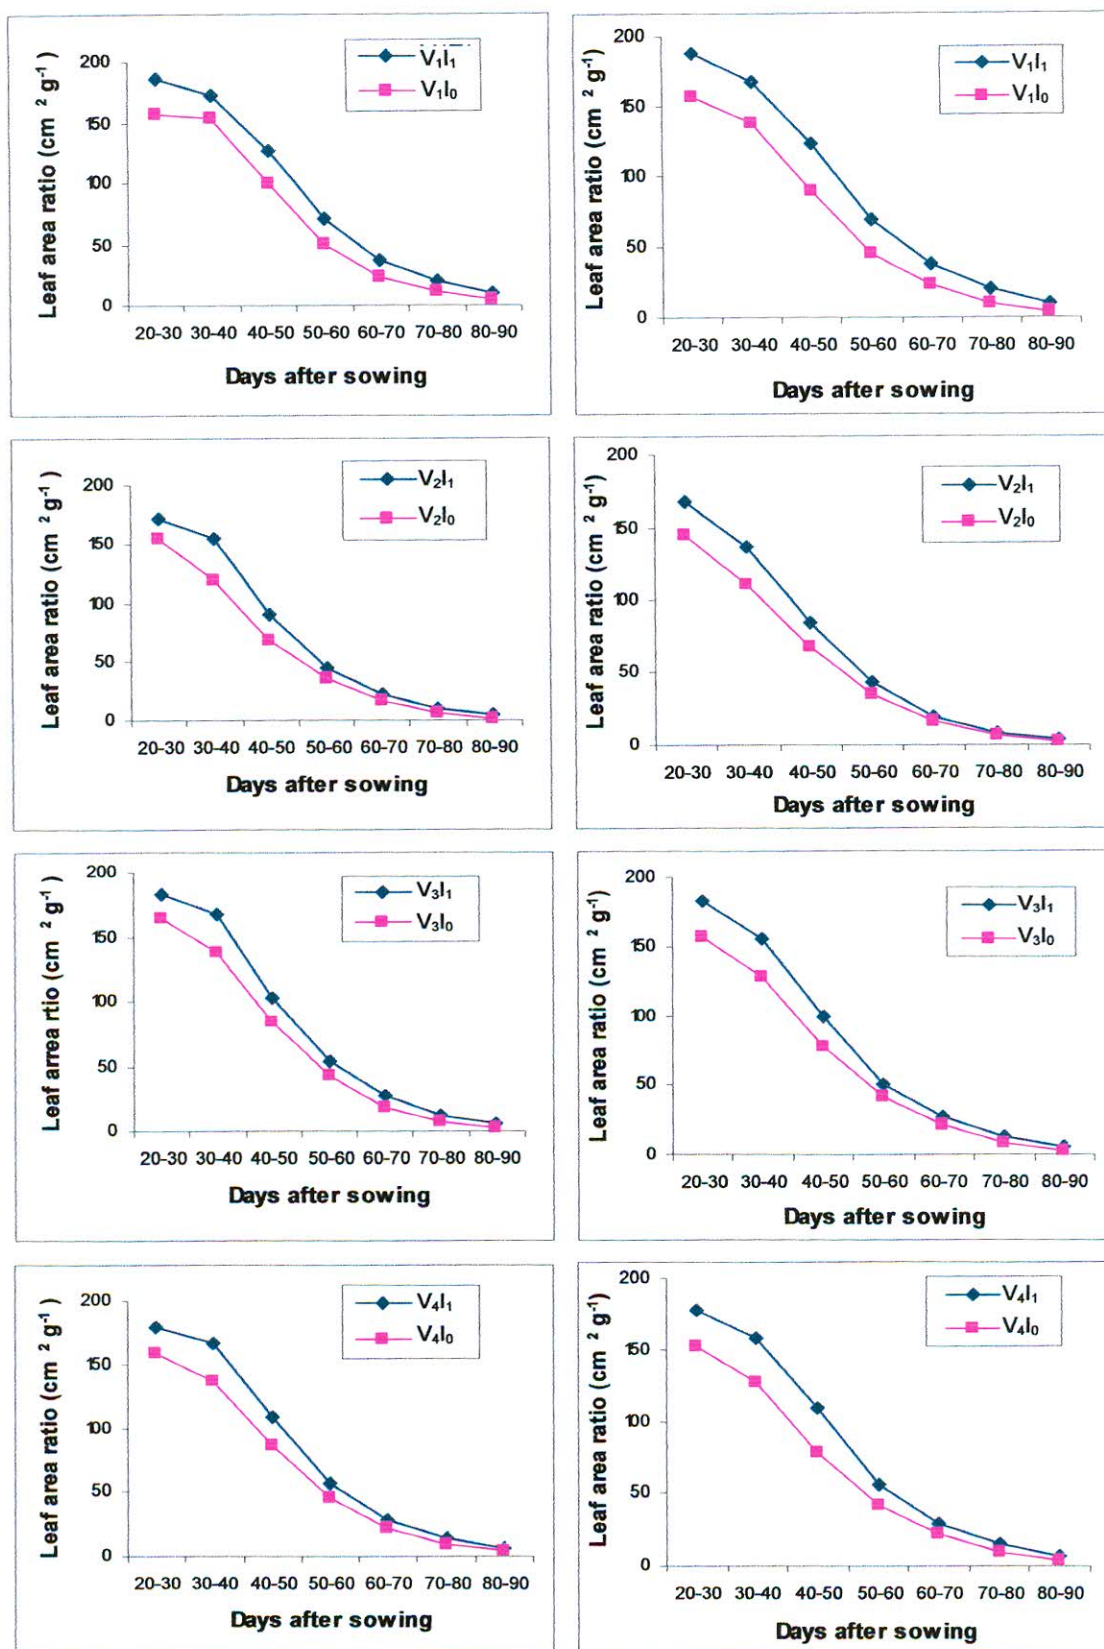 Leaf area ratio (cm ² g⁻¹)
V₁I₁
V₁I₀
200
150
100
50
0
20-30 30-40 40-50 50-60 60-70 70-80 80-90
Days after sowing
Leaf area ratio (cm ² g⁻¹)
V₁I₁
V₁I₀
200
150
100
50
0
20-30 30-40 40-50 50-60 60-70 70-80 80-90
Days after sowing
Leaf area ratio (cm ² g⁻¹)
V₂I₁
V₂I₀
200
150
100
50
0
20-30 30-40 40-50 50-60 60-70 70-80 80-90
Days after sowing
Leaf area ratio (cm ² g⁻¹)
V₂I₁
V₂I₀
200
150
100
50
0
20-30 30-40 40-50 50-60 60-70 70-80 80-90
Days after sowing
Leaf arrea rtio (cm ² g⁻¹)
V₃I₁
V₃I₀
200
150
100
50
0
20-30 30-40 40-50 50-60 60-70 70-80 80-90
Days after sowing
Leaf area ratio (cm ² g⁻¹)
V₃I₁
V₃I₀
200
150
100
50
0
20-30 30-40 40-50 50-60 60-70 70-80 80-90
Days after sowing
Leaf area ratio (cm ² g⁻¹)
V₄I₁
V₄I₀
200
150
100
50
0
20-30 30-40 40-50 50-60 60-70 70-80 80-90
Days after sowing
Leaf area ratio (cm ² g⁻¹)
V₄I₁
V₄I₀
200
150
100
50
0
20-30 30-40 40-50 50-60 60-70 70-80 80-90
Days after sowing